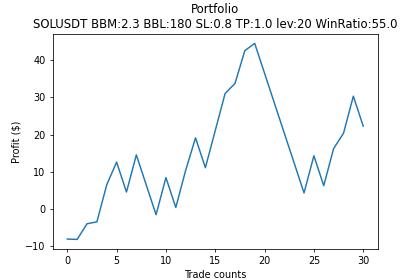 Portfolio
SOLUSDT BBM:2.3 BBL:180 SL:0.8 TP:1.0 lev:20 WinRatio:55.0
40
30
20
10
0
−10
Profit ($)
0 5 10 15 20 25 30
Trade counts